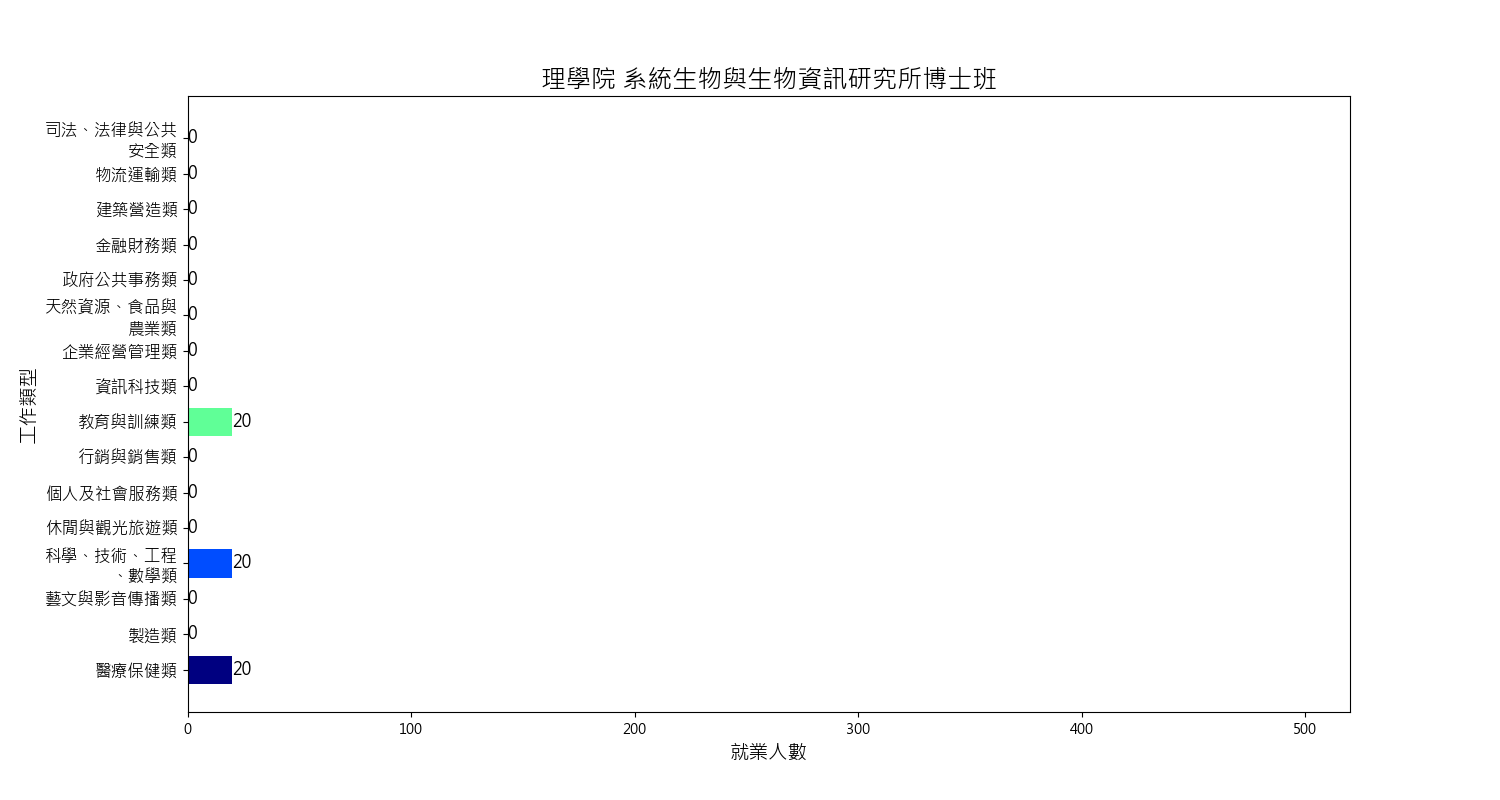 理學院 系統生物與生物資訊研究所博士班
司法、法律與公共
安全類
0
物流運輸類
0
建築營造類
0
金融財務類
0
政府公共事務類
0
天然資源、食品與
農業類
0
企業經營管理類
0
資訊科技類
0
教育與訓練類
20
行銷與銷售類
0
個人及社會服務類
0
休閒與觀光旅遊類
0
科學、技術、工程
、數學類
20
藝文與影音傳播類
0
製造類
0
醫療保健類
20
工作類型
0 100 200 300 400 500
就業人數